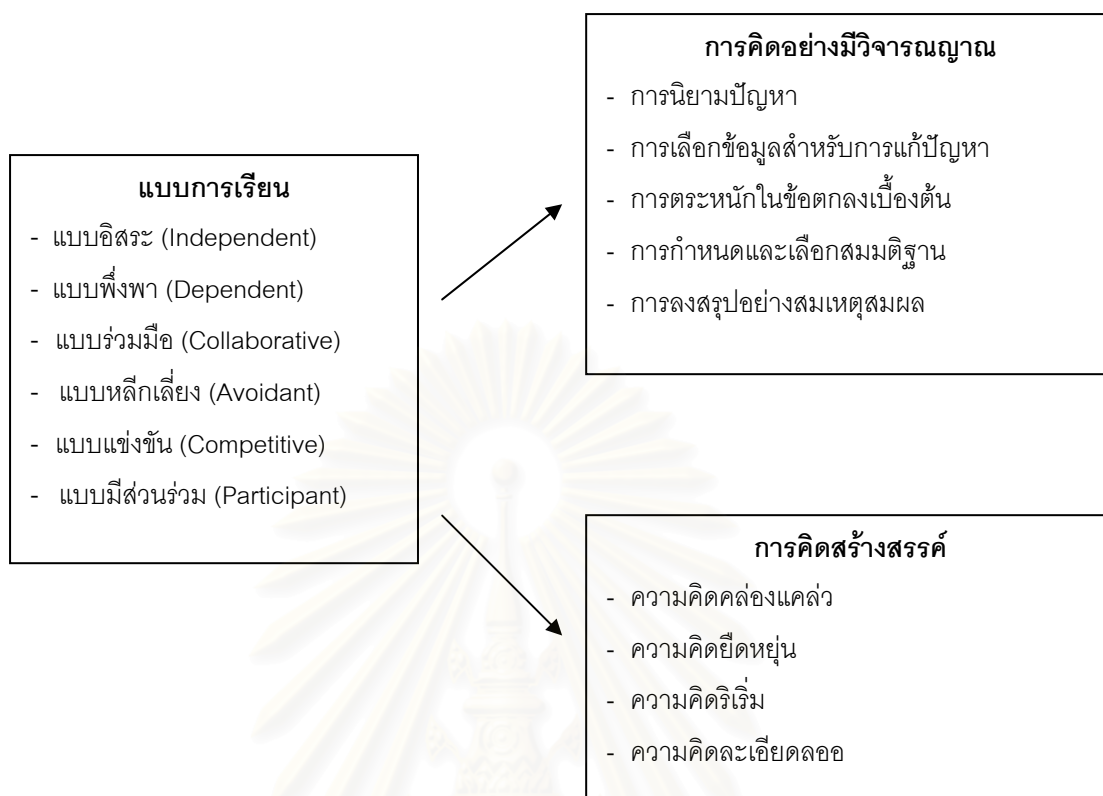 การคิดอย่างมีวิจารณญาณ
- การนิยามปัญหา
- การเลือกข้อมูลสำหรับการแก้ปัญหา
- การตระหนักในข้อตกลงเบื้องต้น
- การกำหนดและเลือกสมมติฐาน
- การลงสรุปอย่างสมเหตุสมผล
แบบการเรียน
- แบบอิสระ (Independent)
- แบบพึ่งพา (Dependent)
- แบบร่วมมือ (Collaborative)
- แบบหลีกเลี่ยง (Avoidant)
- แบบแข่งขัน (Competitive)
- แบบมีส่วนร่วม (Participant)
การคิดสร้างสรรค์
- ความคิดคล่องแคล่ว
- ความคิดยืดหยุ่น
- ความคิดริเริ่ม
- ความคิดละเอียดลออ